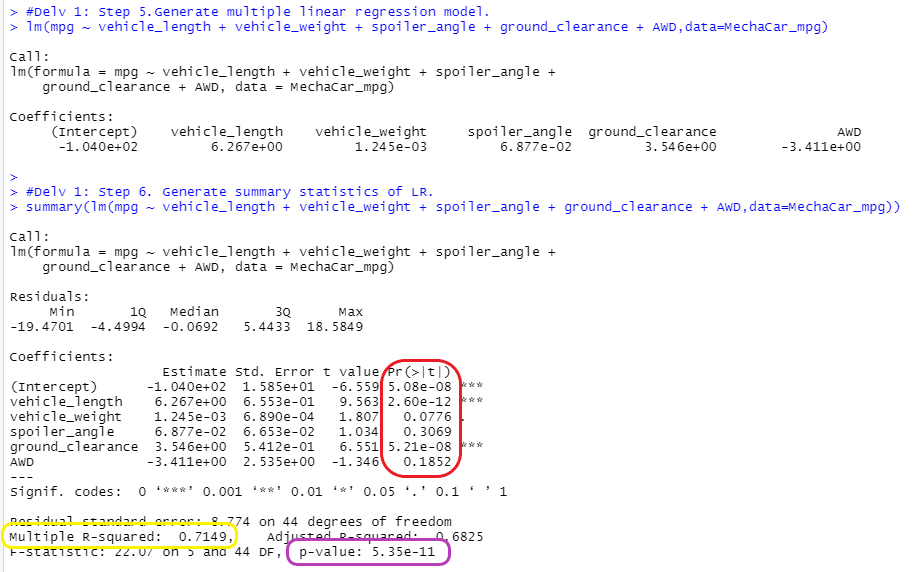 > #Delv 1: Step 5.Generate multiple linear regression model.
> lm(mpg ~ vehicle_length + vehicle_weight + spoiler_angle + ground_clearance + AWD,data=MechaCar_mpg)
Call:
lm(formula = mpg ~ vehicle_length + vehicle_weight + spoiler_angle +
    ground_clearance + AWD, data = MechaCar_mpg)
Coefficients:
     (Intercept)    vehicle_length    vehicle_weight     spoiler_angle  ground_clearance               AWD
      -1.040e+02         6.267e+00         1.245e-03         6.877e-02         3.546e+00        -3.411e+00
>
> #Delv 1: Step 6. Generate summary statistics of LR.
> summary(lm(mpg ~ vehicle_length + vehicle_weight + spoiler_angle + ground_clearance + AWD,data=MechaCar_mpg))
Call:
lm(formula = mpg ~ vehicle_length + vehicle_weight + spoiler_angle +
    ground_clearance + AWD, data = MechaCar_mpg)
Residuals:
     Min       1Q   Median       3Q      Max
-19.4701  -4.4994  -0.0692   5.4433  18.5849
Coefficients:
                   Estimate Std. Error t value Pr(>|t|)
(Intercept)      -1.040e+02  1.585e+01  -6.559 5.08e-08 ***
vehicle_length    6.267e+00  6.553e-01   9.563 2.60e-12 ***
vehicle_weight    1.245e-03  6.890e-04   1.807   0.0776 .
spoiler_angle     6.877e-02  6.653e-02   1.034   0.3069
ground_clearance  3.546e+00  5.412e-01   6.551 5.21e-08 ***
AWD              -3.411e+00  2.535e+00  -1.346   0.1852
---
Signif. codes:  0 ‘***’ 0.001 ‘**’ 0.01 ‘*’ 0.05 ‘.’ 0.1 ‘ ’ 1
Residual standard error: 8.774 on 44 degrees of freedom
Multiple R-squared:  0.7149,    Adjusted R-squared:  0.6825
F-statistic: 22.07 on 5 and 44 DF,  p-value: 5.35e-11